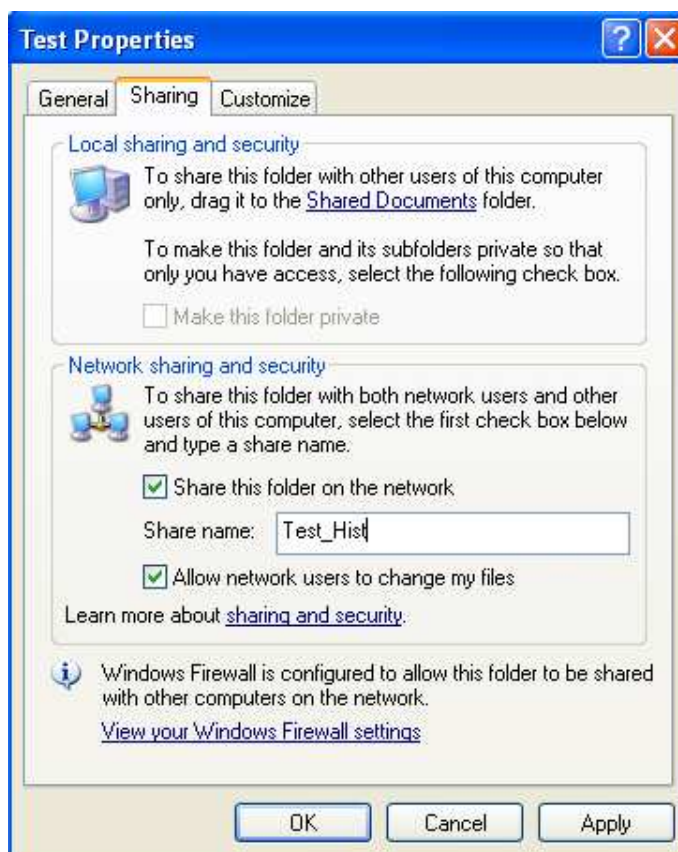 Test Properties
General Sharing Customize
Local sharing and security
To share this folder with other users of this computer
only, drag it to the Shared Documents folder.
To make this folder and its subfolders private so that
only you have access, select the following check box.
Make this folder private
Network sharing and security
To share this folder with both network users and other
users of this computer, select the first check box below
and type a share name.
Share this folder on the network
Share name: Test_Hist
Allow network users to change my files
Learn more about sharing and security.
Windows Firewall is configured to allow this folder to be shared
with other computers on the network.
View your Windows Firewall settings
OK Cancel Apply